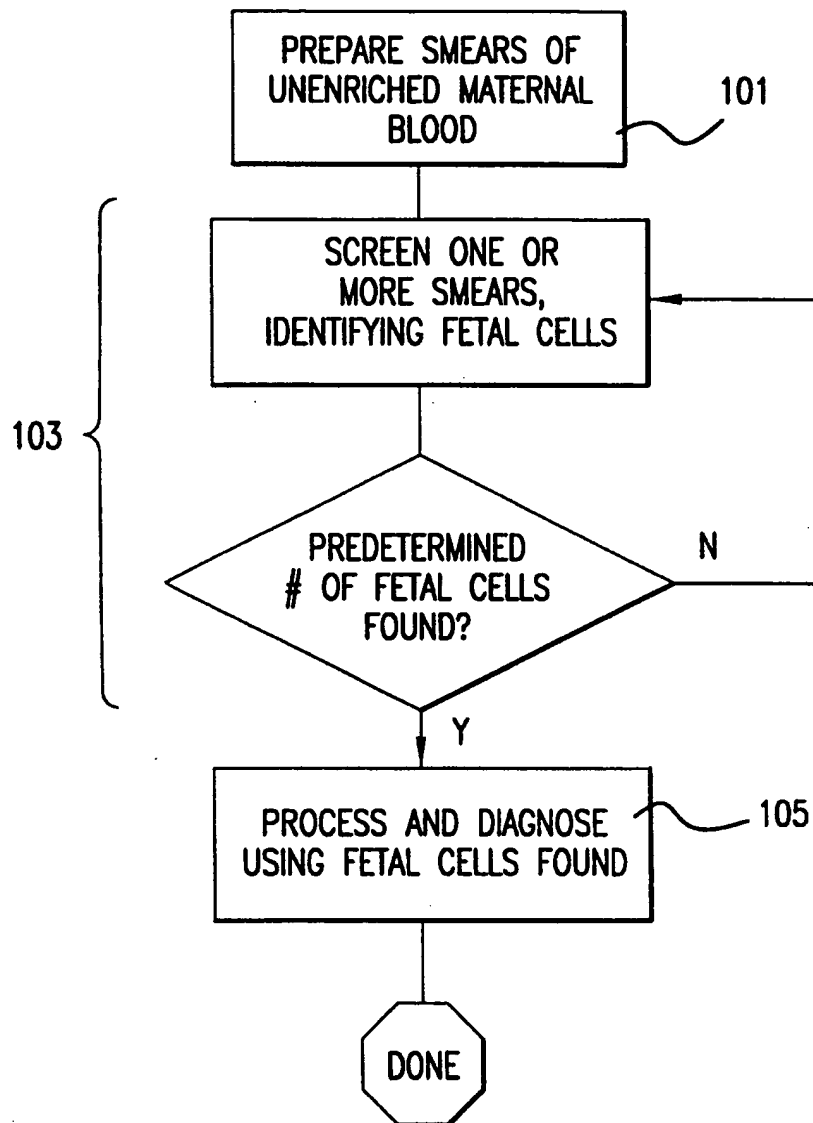 PREPARE SMEARS OF
UNENRICHED MATERNAL
BLOOD
101
SCREEN ONE OR
MORE SMEARS,
IDENTIFYING FETAL CELLS
103
PREDETERMINED
# OF FETAL CELLS
FOUND?
N
Y
PROCESS AND DIAGNOSE
USING FETAL CELLS FOUND
105
DONE